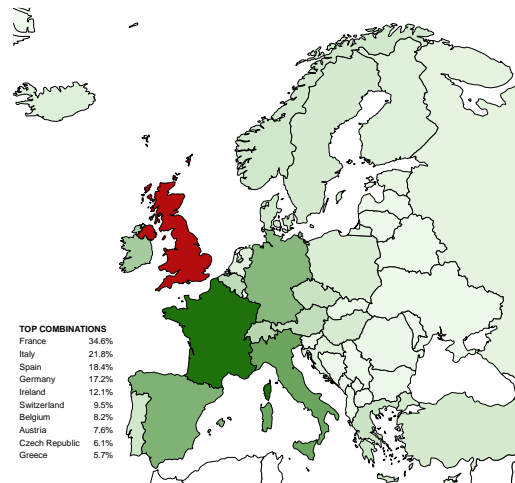 TOP COMBINATIONS
France 34.6%
Italy 21.8%
Spain 18.4%
Germany 17.2%
Ireland 12.1%
Switzerland 9.5%
Belgium 8.2%
Austria 7.6%
Czech Republic 6.1%
Greece 5.7%